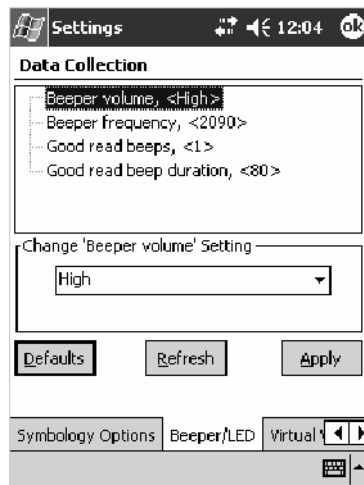 Settings 12:04 ok
Data Collection
Beeper volume, <High>
Beeper frequency, <2090>
Good read beeps, <1>
Good read beep duration, <80>
Change 'Beeper volume' Setting
High
Defaults Refresh Apply
Symbology Options Beeper/LED Virtual